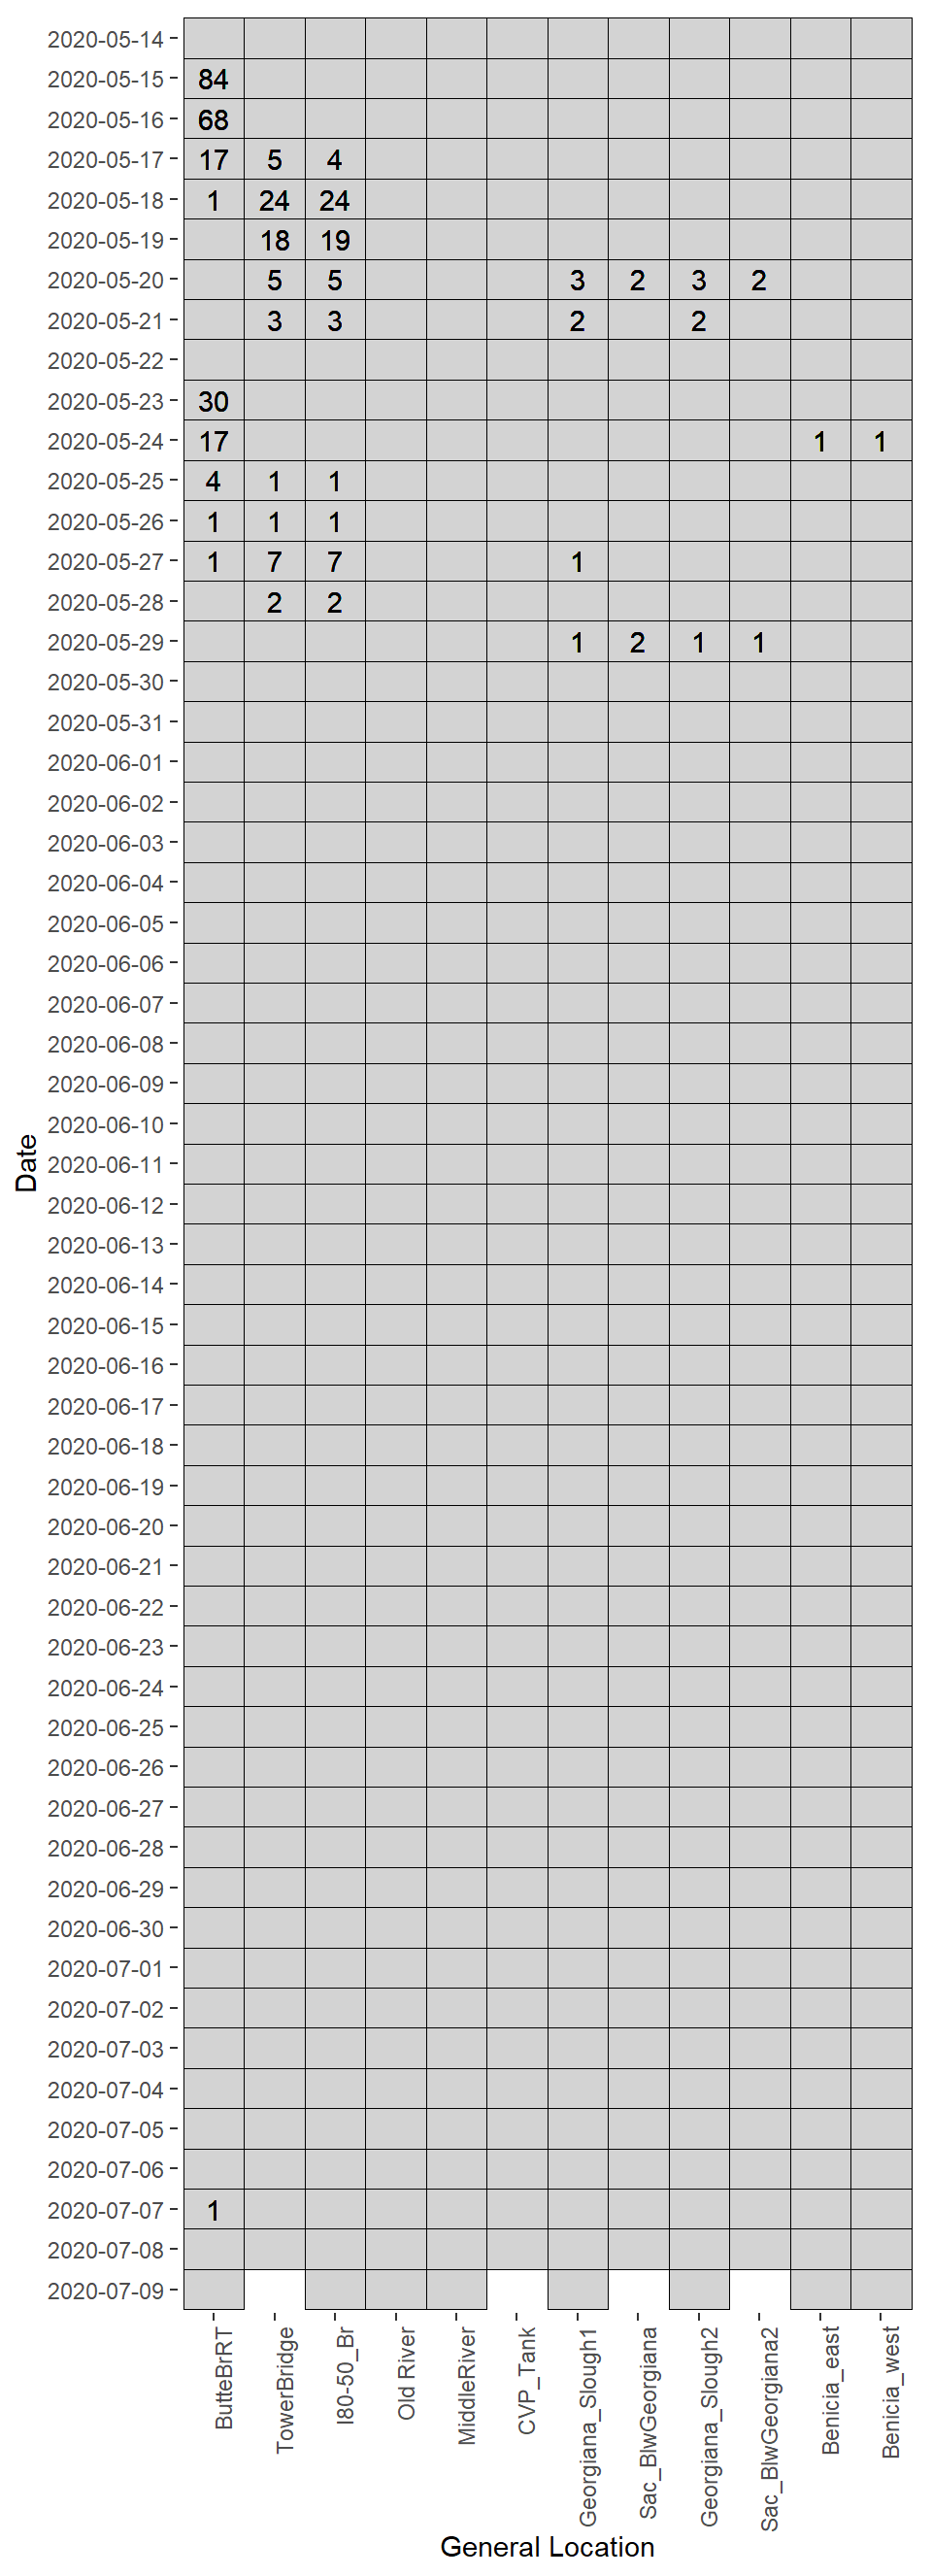 2020-05-14
2020-05-15 84
2020-05-16 68
2020-05-17 17 5 4
2020-05-18 1 24 24
2020-05-19 18 19
2020-05-20 5 5 3 2 3 2
2020-05-21 3 3 2 2
2020-05-22
2020-05-23 30
2020-05-24 17 1 1
2020-05-25 4 1 1
2020-05-26 1 1 1
2020-05-27 1 7 7 1
2020-05-28 2 2
2020-05-29 1 2 1 1
2020-05-30
2020-05-31
2020-06-01
2020-06-02
2020-06-03
2020-06-04
2020-06-05
2020-06-06
2020-06-07
2020-06-08
2020-06-09
2020-06-10
2020-06-11
2020-06-12
2020-06-13
2020-06-14
2020-06-15
2020-06-16
2020-06-17
2020-06-18
2020-06-19
2020-06-20
2020-06-21
2020-06-22
2020-06-23
2020-06-24
2020-06-25
2020-06-26
2020-06-27
2020-06-28
2020-06-29
2020-06-30
2020-07-01
2020-07-02
2020-07-03
2020-07-04
2020-07-05
2020-07-06
2020-07-07 1
2020-07-08
2020-07-09
Date
ButteBrRT
TowerBridge
I80-50_Br
Old River
MiddleRiver
CVP_Tank
Georgiana_Slough1
Sac_BlwGeorgiana
Georgiana_Slough2
Sac_BlwGeorgiana2
Benicia_east
Benicia_west
General Location